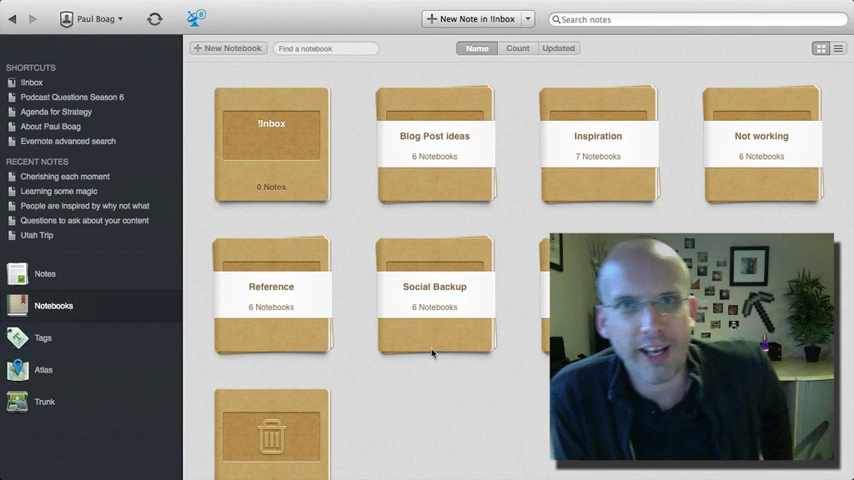 Paul Boag
8
New Note in !Inbox
Search notes
New Notebook
Find a notebook
Name
Count
Updated
SHORTCUTS
!Inbox
Podcast Questions Season 6
Agenda for Strategy
About Paul Boag
Evernote advanced search
RECENT NOTES
Cherishing each moment
Learning some magic
People are inspired by why not what
Questions to ask about your content
Utah Trip
Notes
Notebooks
Tags
Atlas
Trunk
!Inbox
0 Notes
Blog Post ideas
6 Notebooks
Inspiration
7 Notebooks
Not working
6 Notebooks
Reference
6 Notebooks
Social Backup
6 Notebooks